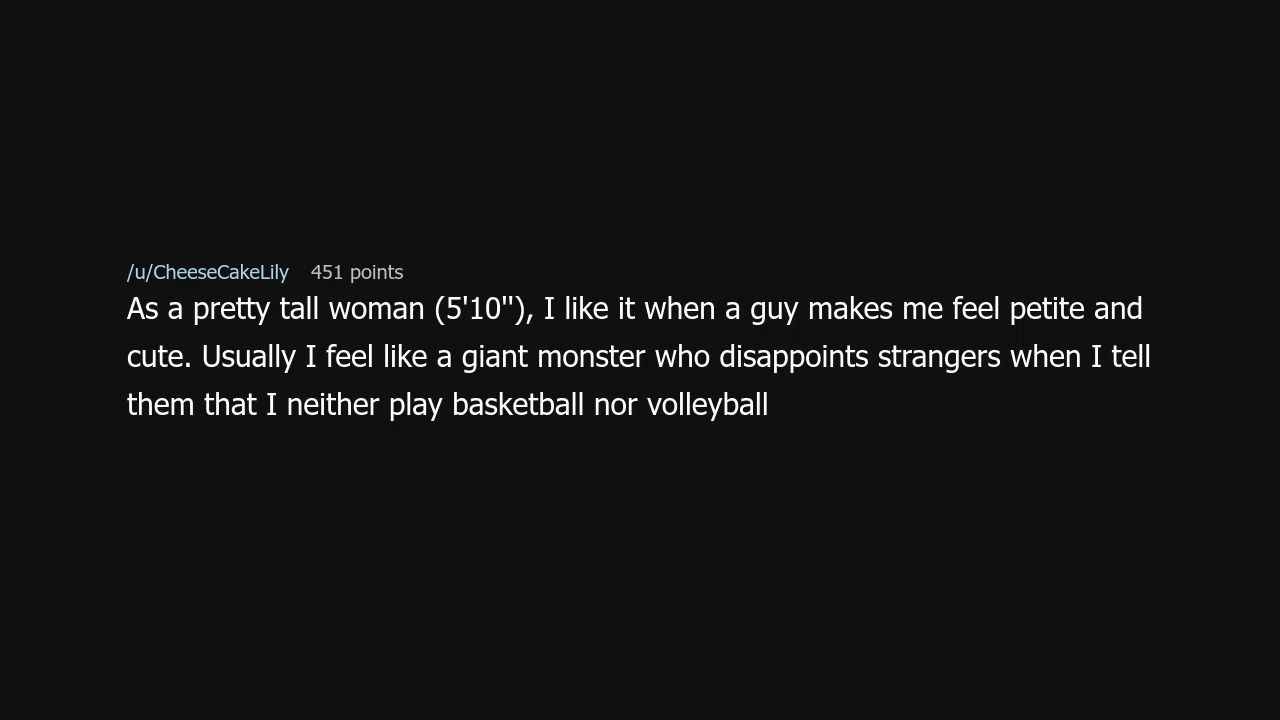 /u/CheeseCakeLily 451 points
As a pretty tall woman (5'10"), I like it when a guy makes me feel petite and
cute. Usually I feel like a giant monster who disappoints strangers when I tell
them that I neither play basketball nor volleyball